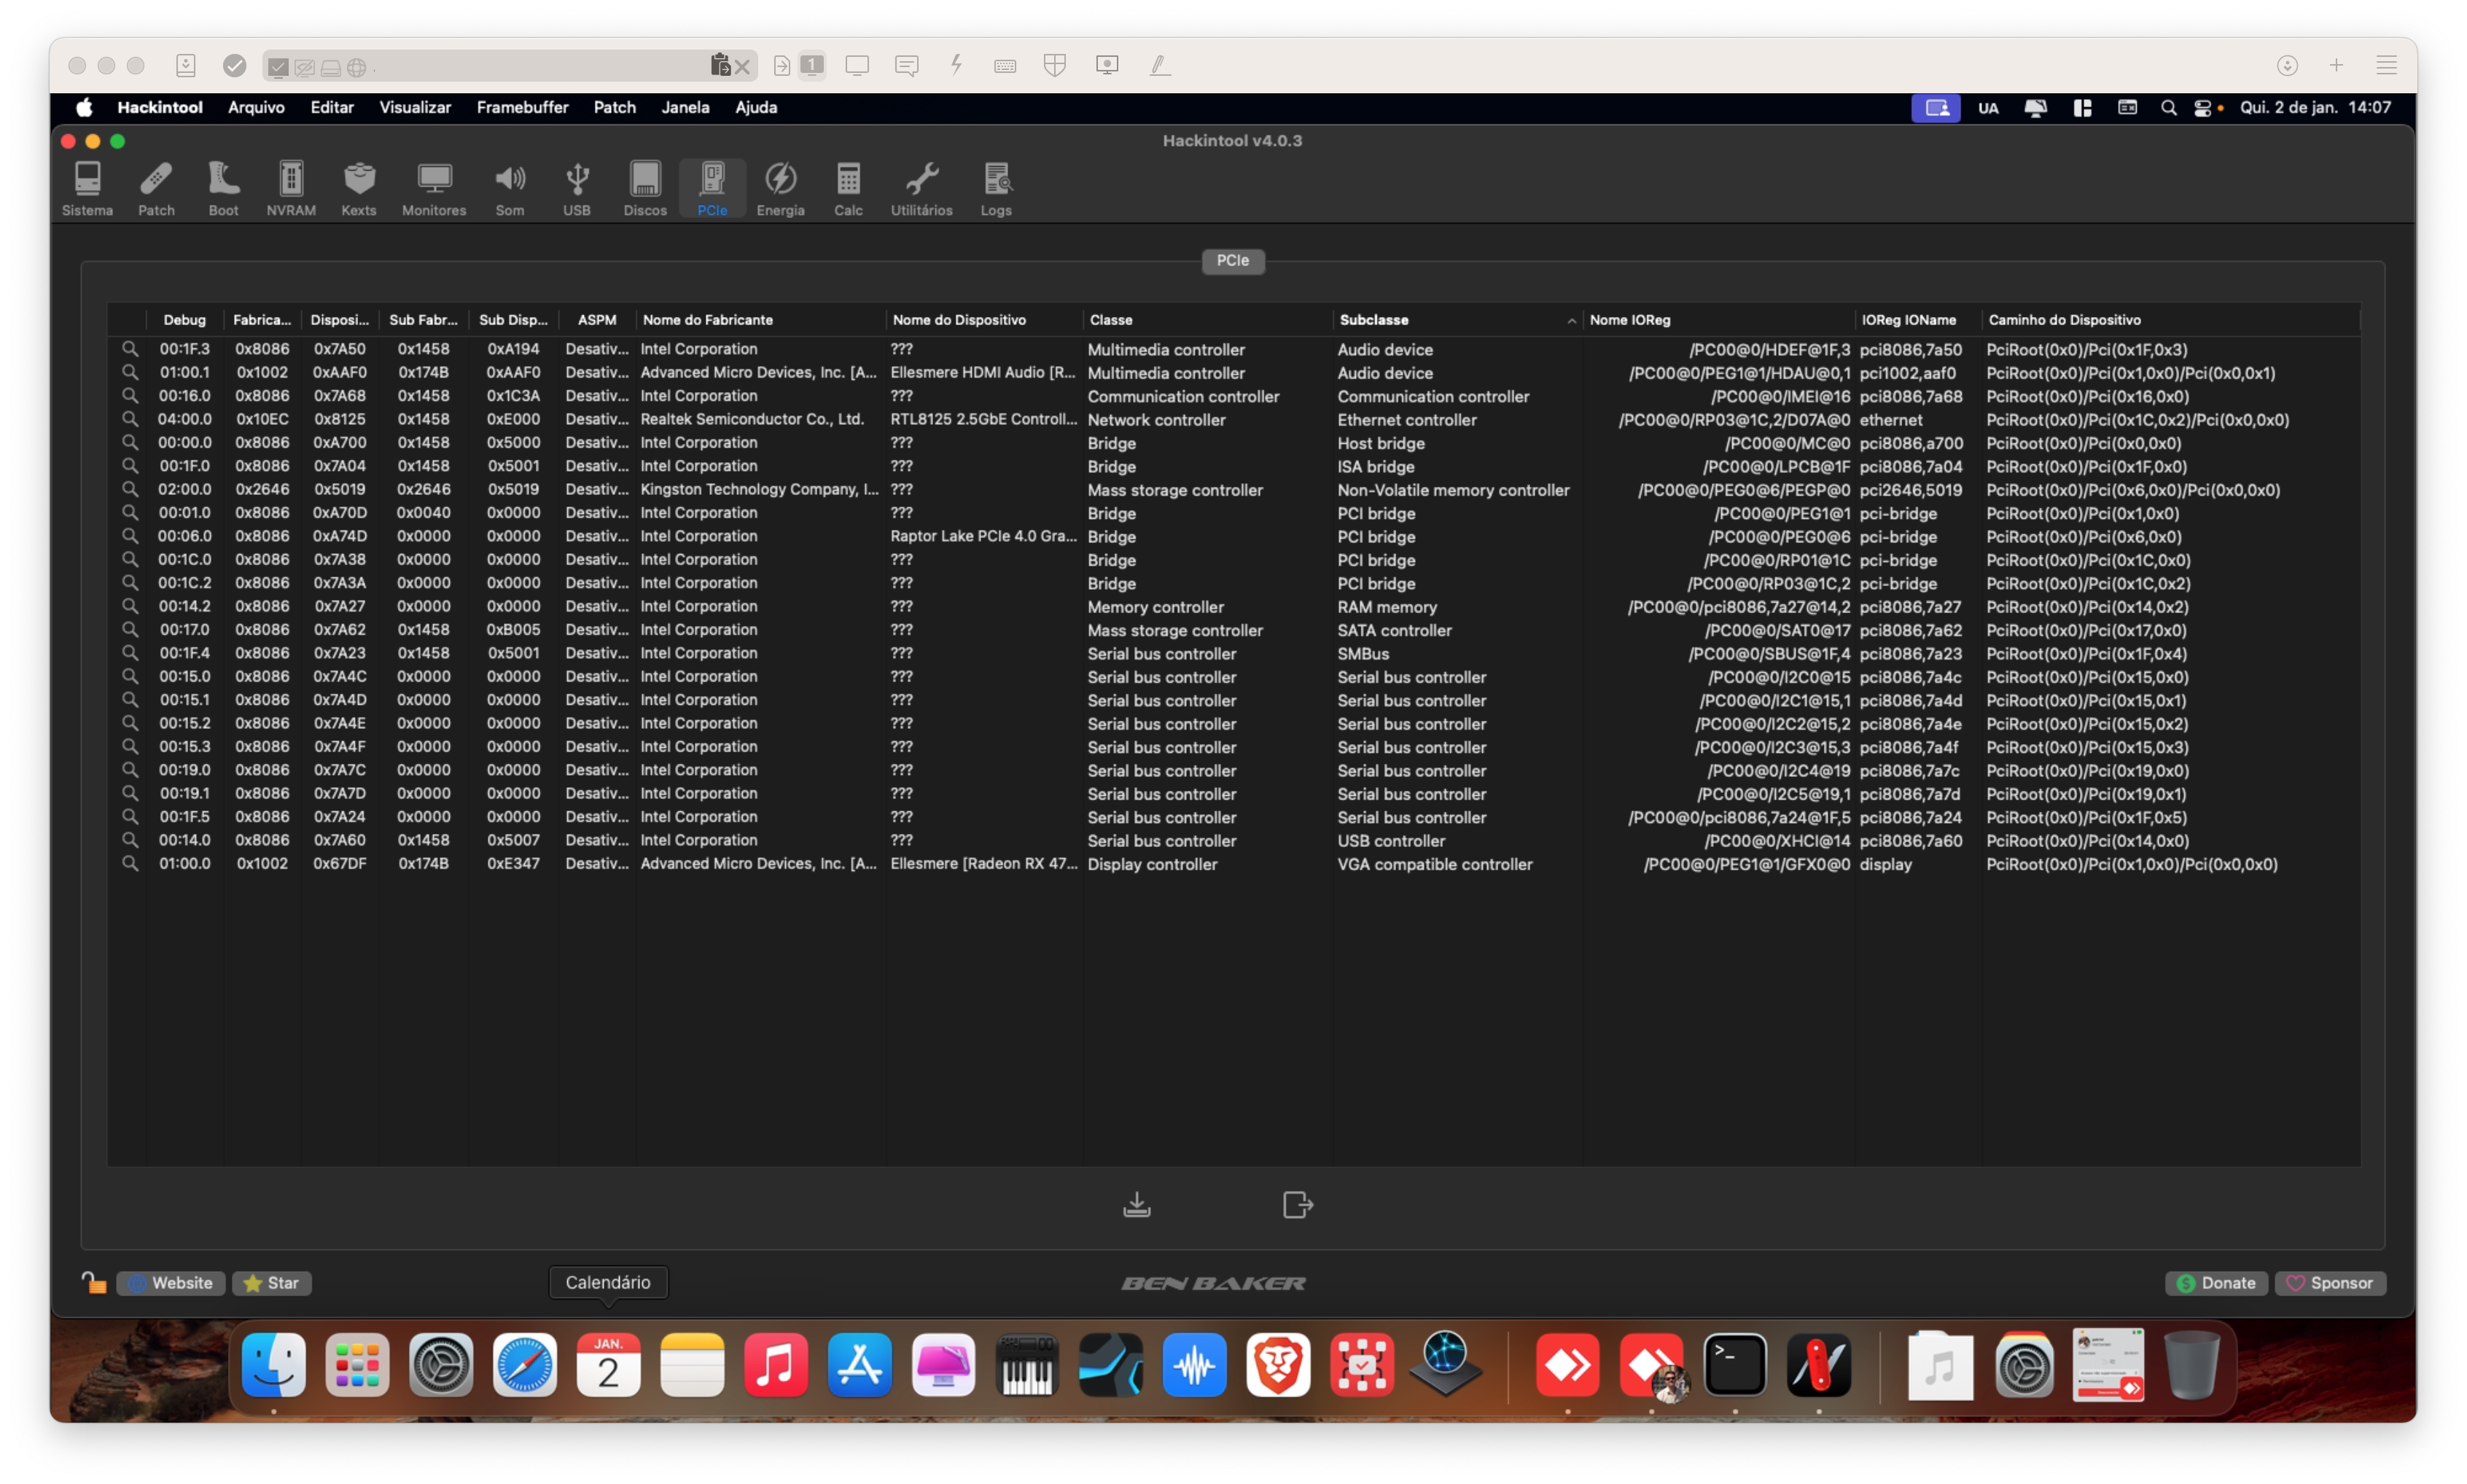 1
Hackintool Arquivo Editar Visualizar Framebuffer Patch Janela Ajuda UA Qui. 2 de jan. 14:07
Hackintool v4.0.3
Sistema Patch Boot NVRAM Kexts Monitores Som USB Discos PCIe Energia Calc Utilitários Logs
PCIe
Debug Fabrica... Disposi... Sub Fabr... Sub Disp... ASPM Nome do Fabricante Nome do Dispositivo Classe Subclasse Nome IOReg IOReg IOName Caminho do Dispositivo
00:1F.3 0x8086 0x7A50 0x1458 0xA194 Desativ... Intel Corporation ??? Multimedia controller Audio device /PC00@0/HDEF@1F,3 pci8086,7a50 PciRoot(0x0)/Pci(0x1F,0x3)
01:00.1 0x1002 0xAAF0 0x174B 0xAAF0 Desativ... Advanced Micro Devices, Inc. [A... Ellesmere HDMI Audio [R... Multimedia controller Audio device /PC00@0/PEG1@1/HDAU@0,1 pci1002,aaf0 PciRoot(0x0)/Pci(0x1,0x0)/Pci(0x0,0x1)
00:16.0 0x8086 0x7A68 0x1458 0x1C3A Desativ... Intel Corporation ??? Communication controller Communication controller /PC00@0/IMEI@16 pci8086,7a68 PciRoot(0x0)/Pci(0x16,0x0)
04:00.0 0x10EC 0x8125 0x1458 0xE000 Desativ... Realtek Semiconductor Co., Ltd. RTL8125 2.5GbE Controll... Network controller Ethernet controller /PC00@0/RP03@1C,2/D07A@0 ethernet PciRoot(0x0)/Pci(0x1C,0x2)/Pci(0x0,0x0)
00:00.0 0x8086 0xA700 0x1458 0x5000 Desativ... Intel Corporation ??? Bridge Host bridge /PC00@0/MC@0 pci8086,a700 PciRoot(0x0)/Pci(0x0,0x0)
00:1F.0 0x8086 0x7A04 0x1458 0x5001 Desativ... Intel Corporation ??? Bridge ISA bridge /PC00@0/LPCB@1F pci8086,7a04 PciRoot(0x0)/Pci(0x1F,0x0)
02:00.0 0x2646 0x5019 0x2646 0x5019 Desativ... Kingston Technology Company, I... ??? Mass storage controller Non-Volatile memory controller /PC00@0/PEG0@6/PEGP@0 pci2646,5019 PciRoot(0x0)/Pci(0x6,0x0)/Pci(0x0,0x0)
00:01.0 0x8086 0xA70D 0x0040 0x0000 Desativ... Intel Corporation ??? Bridge PCI bridge /PC00@0/PEG1@1 pci-bridge PciRoot(0x0)/Pci(0x1,0x0)
00:06.0 0x8086 0xA74D 0x0000 0x0000 Desativ... Intel Corporation Raptor Lake PCIe 4.0 Gra... Bridge PCI bridge /PC00@0/PEG0@6 pci-bridge PciRoot(0x0)/Pci(0x6,0x0)
00:1C.0 0x8086 0x7A38 0x0000 0x0000 Desativ... Intel Corporation ??? Bridge PCI bridge /PC00@0/RP01@1C pci-bridge PciRoot(0x0)/Pci(0x1C,0x0)
00:1C.2 0x8086 0x7A3A 0x0000 0x0000 Desativ... Intel Corporation ??? Bridge PCI bridge /PC00@0/RP03@1C,2 pci-bridge PciRoot(0x0)/Pci(0x1C,0x2)
00:14.2 0x8086 0x7A27 0x0000 0x0000 Desativ... Intel Corporation ??? Memory controller RAM memory /PC00@0/pci8086,7a27@14,2 pci8086,7a27 PciRoot(0x0)/Pci(0x14,0x2)
00:17.0 0x8086 0x7A62 0x1458 0xB005 Desativ... Intel Corporation ??? Mass storage controller SATA controller /PC00@0/SAT0@17 pci8086,7a62 PciRoot(0x0)/Pci(0x17,0x0)
00:1F.4 0x8086 0x7A23 0x1458 0x5001 Desativ... Intel Corporation ??? Serial bus controller SMBus /PC00@0/SBUS@1F,4 pci8086,7a23 PciRoot(0x0)/Pci(0x1F,0x4)
00:15.0 0x8086 0x7A4C 0x0000 0x0000 Desativ... Intel Corporation ??? Serial bus controller Serial bus controller /PC00@0/I2C0@15 pci8086,7a4c PciRoot(0x0)/Pci(0x15,0x0)
00:15.1 0x8086 0x7A4D 0x0000 0x0000 Desativ... Intel Corporation ??? Serial bus controller Serial bus controller /PC00@0/I2C1@15,1 pci8086,7a4d PciRoot(0x0)/Pci(0x15,0x1)
00:15.2 0x8086 0x7A4E 0x0000 0x0000 Desativ... Intel Corporation ??? Serial bus controller Serial bus controller /PC00@0/I2C2@15,2 pci8086,7a4e PciRoot(0x0)/Pci(0x15,0x2)
00:15.3 0x8086 0x7A4F 0x0000 0x0000 Desativ... Intel Corporation ??? Serial bus controller Serial bus controller /PC00@0/I2C3@15,3 pci8086,7a4f PciRoot(0x0)/Pci(0x15,0x3)
00:19.0 0x8086 0x7A7C 0x0000 0x0000 Desativ... Intel Corporation ??? Serial bus controller Serial bus controller /PC00@0/I2C4@19 pci8086,7a7c PciRoot(0x0)/Pci(0x19,0x0)
00:19.1 0x8086 0x7A7D 0x0000 0x0000 Desativ... Intel Corporation ??? Serial bus controller Serial bus controller /PC00@0/I2C5@19,1 pci8086,7a7d PciRoot(0x0)/Pci(0x19,0x1)
00:1F.5 0x8086 0x7A24 0x0000 0x0000 Desativ... Intel Corporation ??? Serial bus controller Serial bus controller /PC00@0/pci8086,7a24@1F,5 pci8086,7a24 PciRoot(0x0)/Pci(0x1F,0x5)
00:14.0 0x8086 0x7A60 0x1458 0x5007 Desativ... Intel Corporation ??? Serial bus controller USB controller /PC00@0/XHCI@14 pci8086,7a60 PciRoot(0x0)/Pci(0x14,0x0)
01:00.0 0x1002 0x67DF 0x174B 0xE347 Desativ... Advanced Micro Devices, Inc. [A... Ellesmere [Radeon RX 47... Display controller VGA compatible controller /PC00@0/PEG1@1/GFX0@0 display PciRoot(0x0)/Pci(0x1,0x0)/Pci(0x0,0x0)
Website Star Calendário BEN BAKER Donate Sponsor
JAN.
2